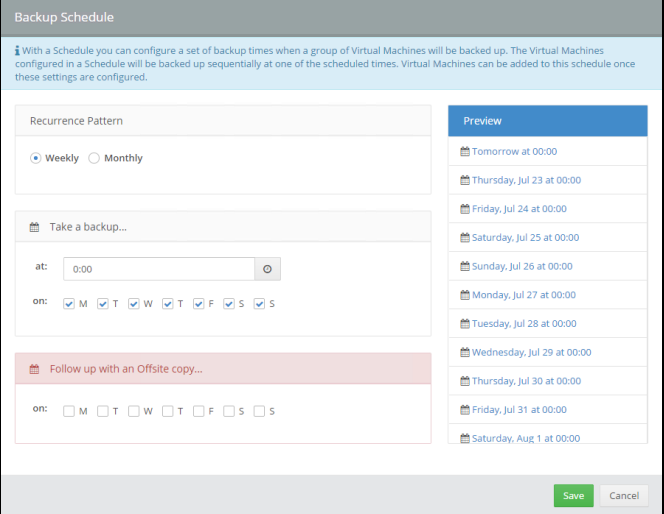 Backup Schedule
With a Schedule you can configure a set of backup times when a group of Virtual Machines will be backed up. The Virtual Machines
configured in a Schedule will be backed up sequentially at one of the scheduled times. Virtual Machines can be added to this schedule once
these settings are configured.
Recurrence Pattern
Weekly Monthly
Take a backup...
at: 0:00
on: M T W T F S S
Follow up with an Offsite copy...
on: M T W T F S S
Preview
Tomorrow at 00:00
Thursday, Jul 23 at 00:00
Friday, Jul 24 at 00:00
Saturday, Jul 25 at 00:00
Sunday, Jul 26 at 00:00
Monday, Jul 27 at 00:00
Tuesday, Jul 28 at 00:00
Wednesday, Jul 29 at 00:00
Thursday, Jul 30 at 00:00
Friday, Jul 31 at 00:00
Saturday, Aug 1 at 00:00
Save Cancel